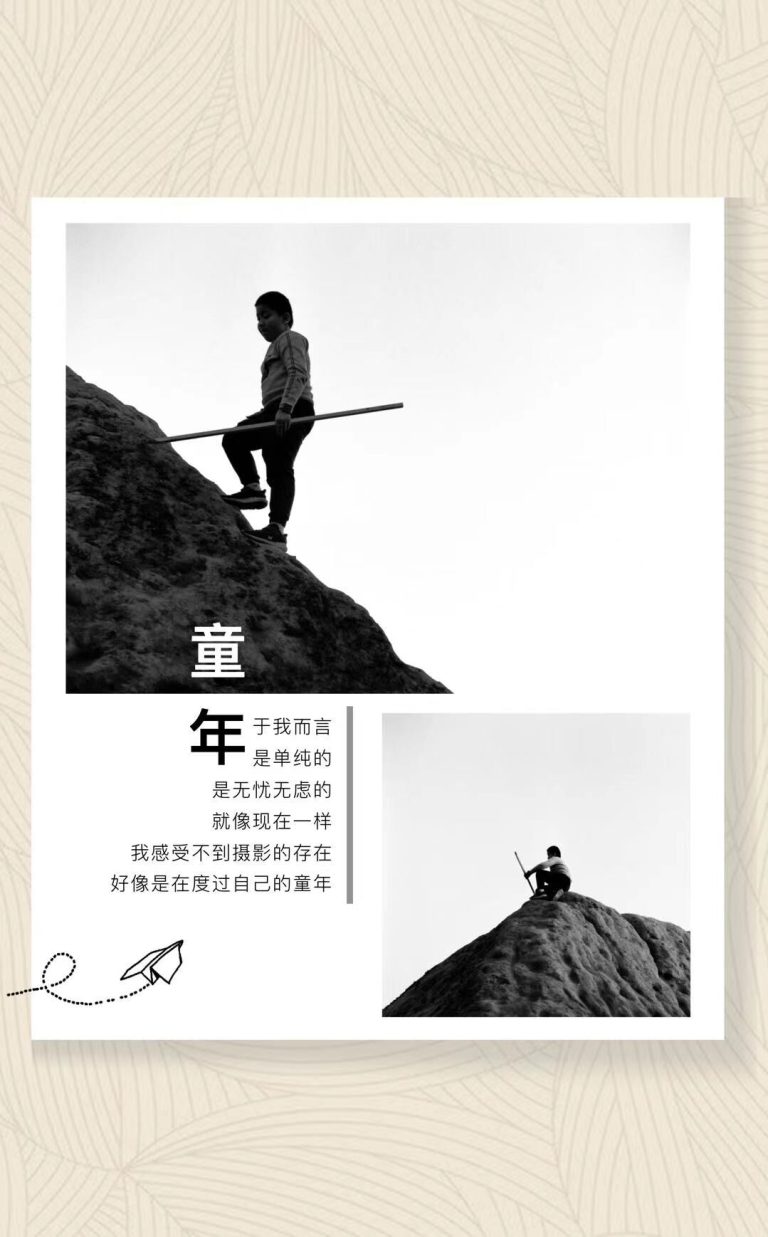 童年
于我而言
是单纯的
是无忧无虑的
就像现在一样
我感受不到摄影的存在
好像是在度过自己的童年